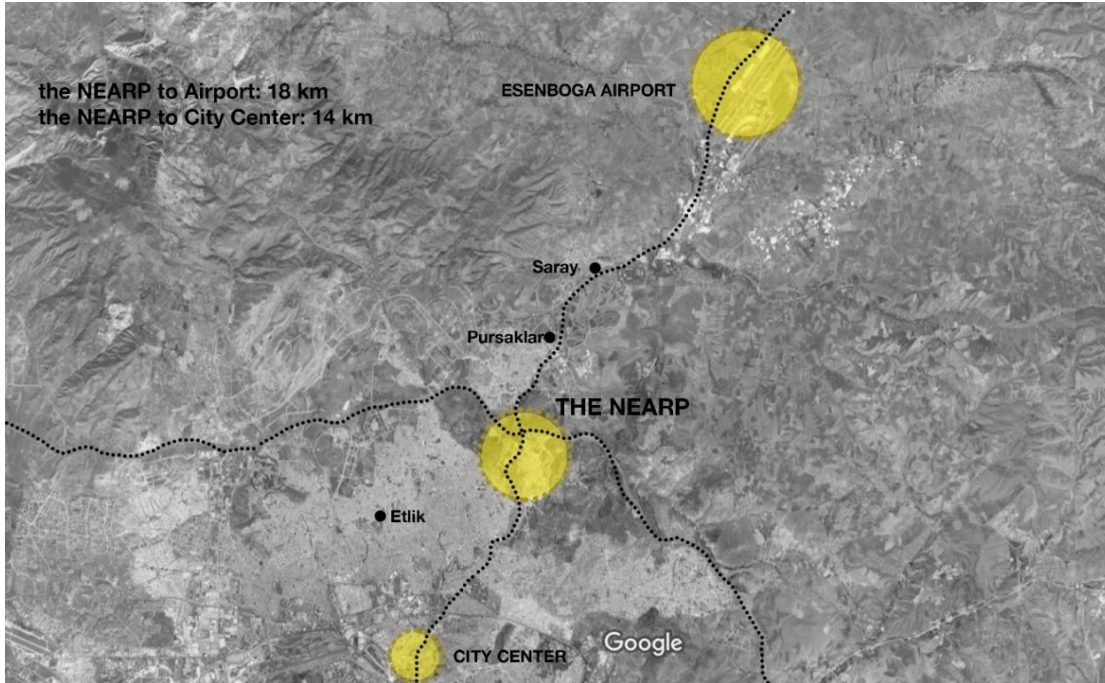 the NEARP to Airport: 18 km
the NEARP to City Center: 14 km
ESENBOGA AIRPORT
Saray
Pursaklar
THE NEARP
Etlik
Google
CITY CENTER